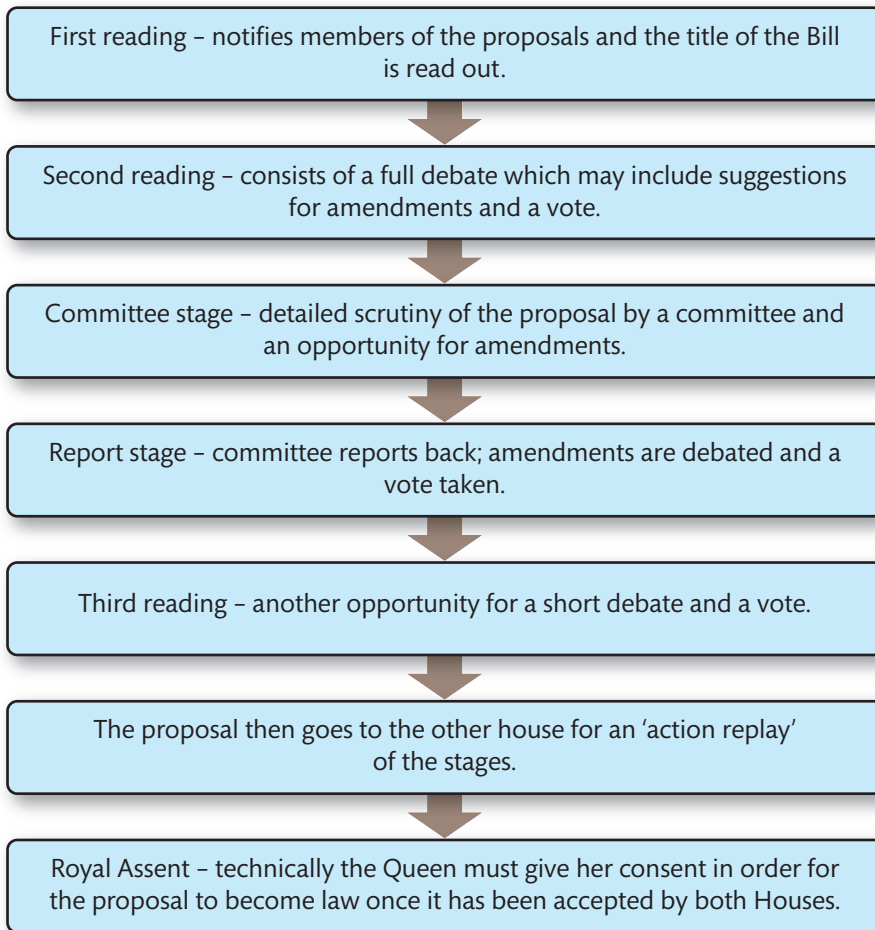 First reading – notifies members of the proposals and the title of the Bill
is read out.
Second reading – consists of a full debate which may include suggestions
for amendments and a vote.
Committee stage – detailed scrutiny of the proposal by a committee and
an opportunity for amendments.
Report stage – committee reports back; amendments are debated and a
vote taken.
Third reading – another opportunity for a short debate and a vote.
The proposal then goes to the other house for an ‘action replay’
of the stages.
Royal Assent – technically the Queen must give her consent in order for
the proposal to become law once it has been accepted by both Houses.